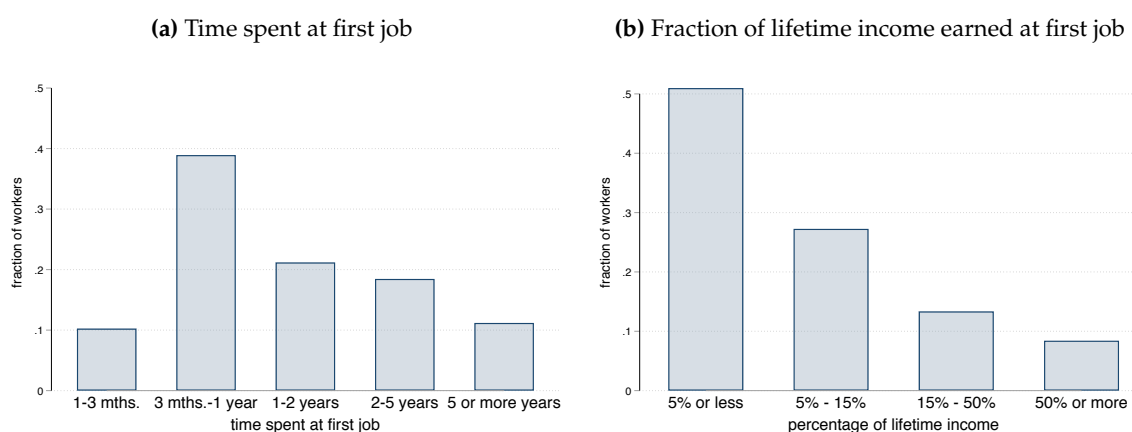 (a) Time spent at first job
.5
.4
.3
.2
.1
0
fraction of workers
1-3 mths. 3 mths.-1 year 1-2 years 2-5 years 5 or more years
time spent at first job
(b) Fraction of lifetime income earned at first job
.5
.4
.3
.2
.1
0
fraction of workers
5% or less 5% - 15% 15% - 50% 50% or more
percentage of lifetime income